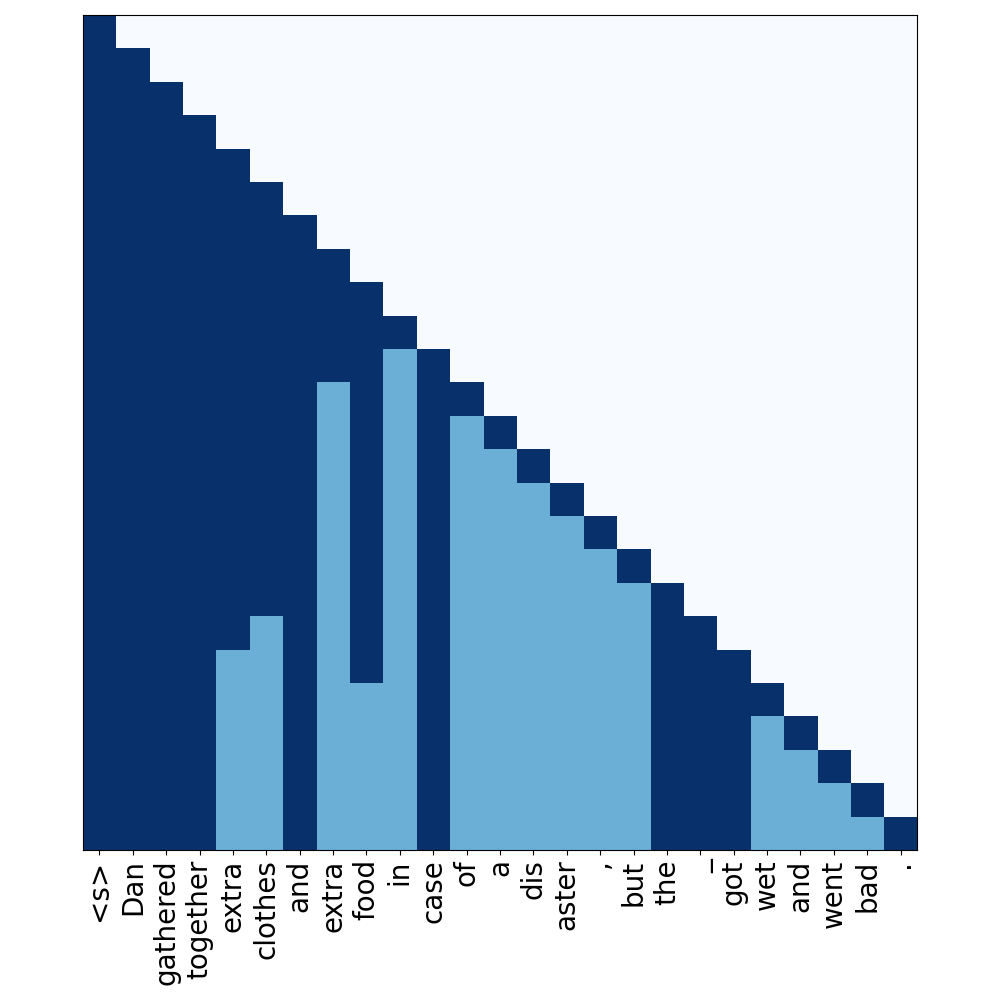 <s> Dan gathered together extra clothes and extra food in case of a dis aster , but the _ got wet and went bad .